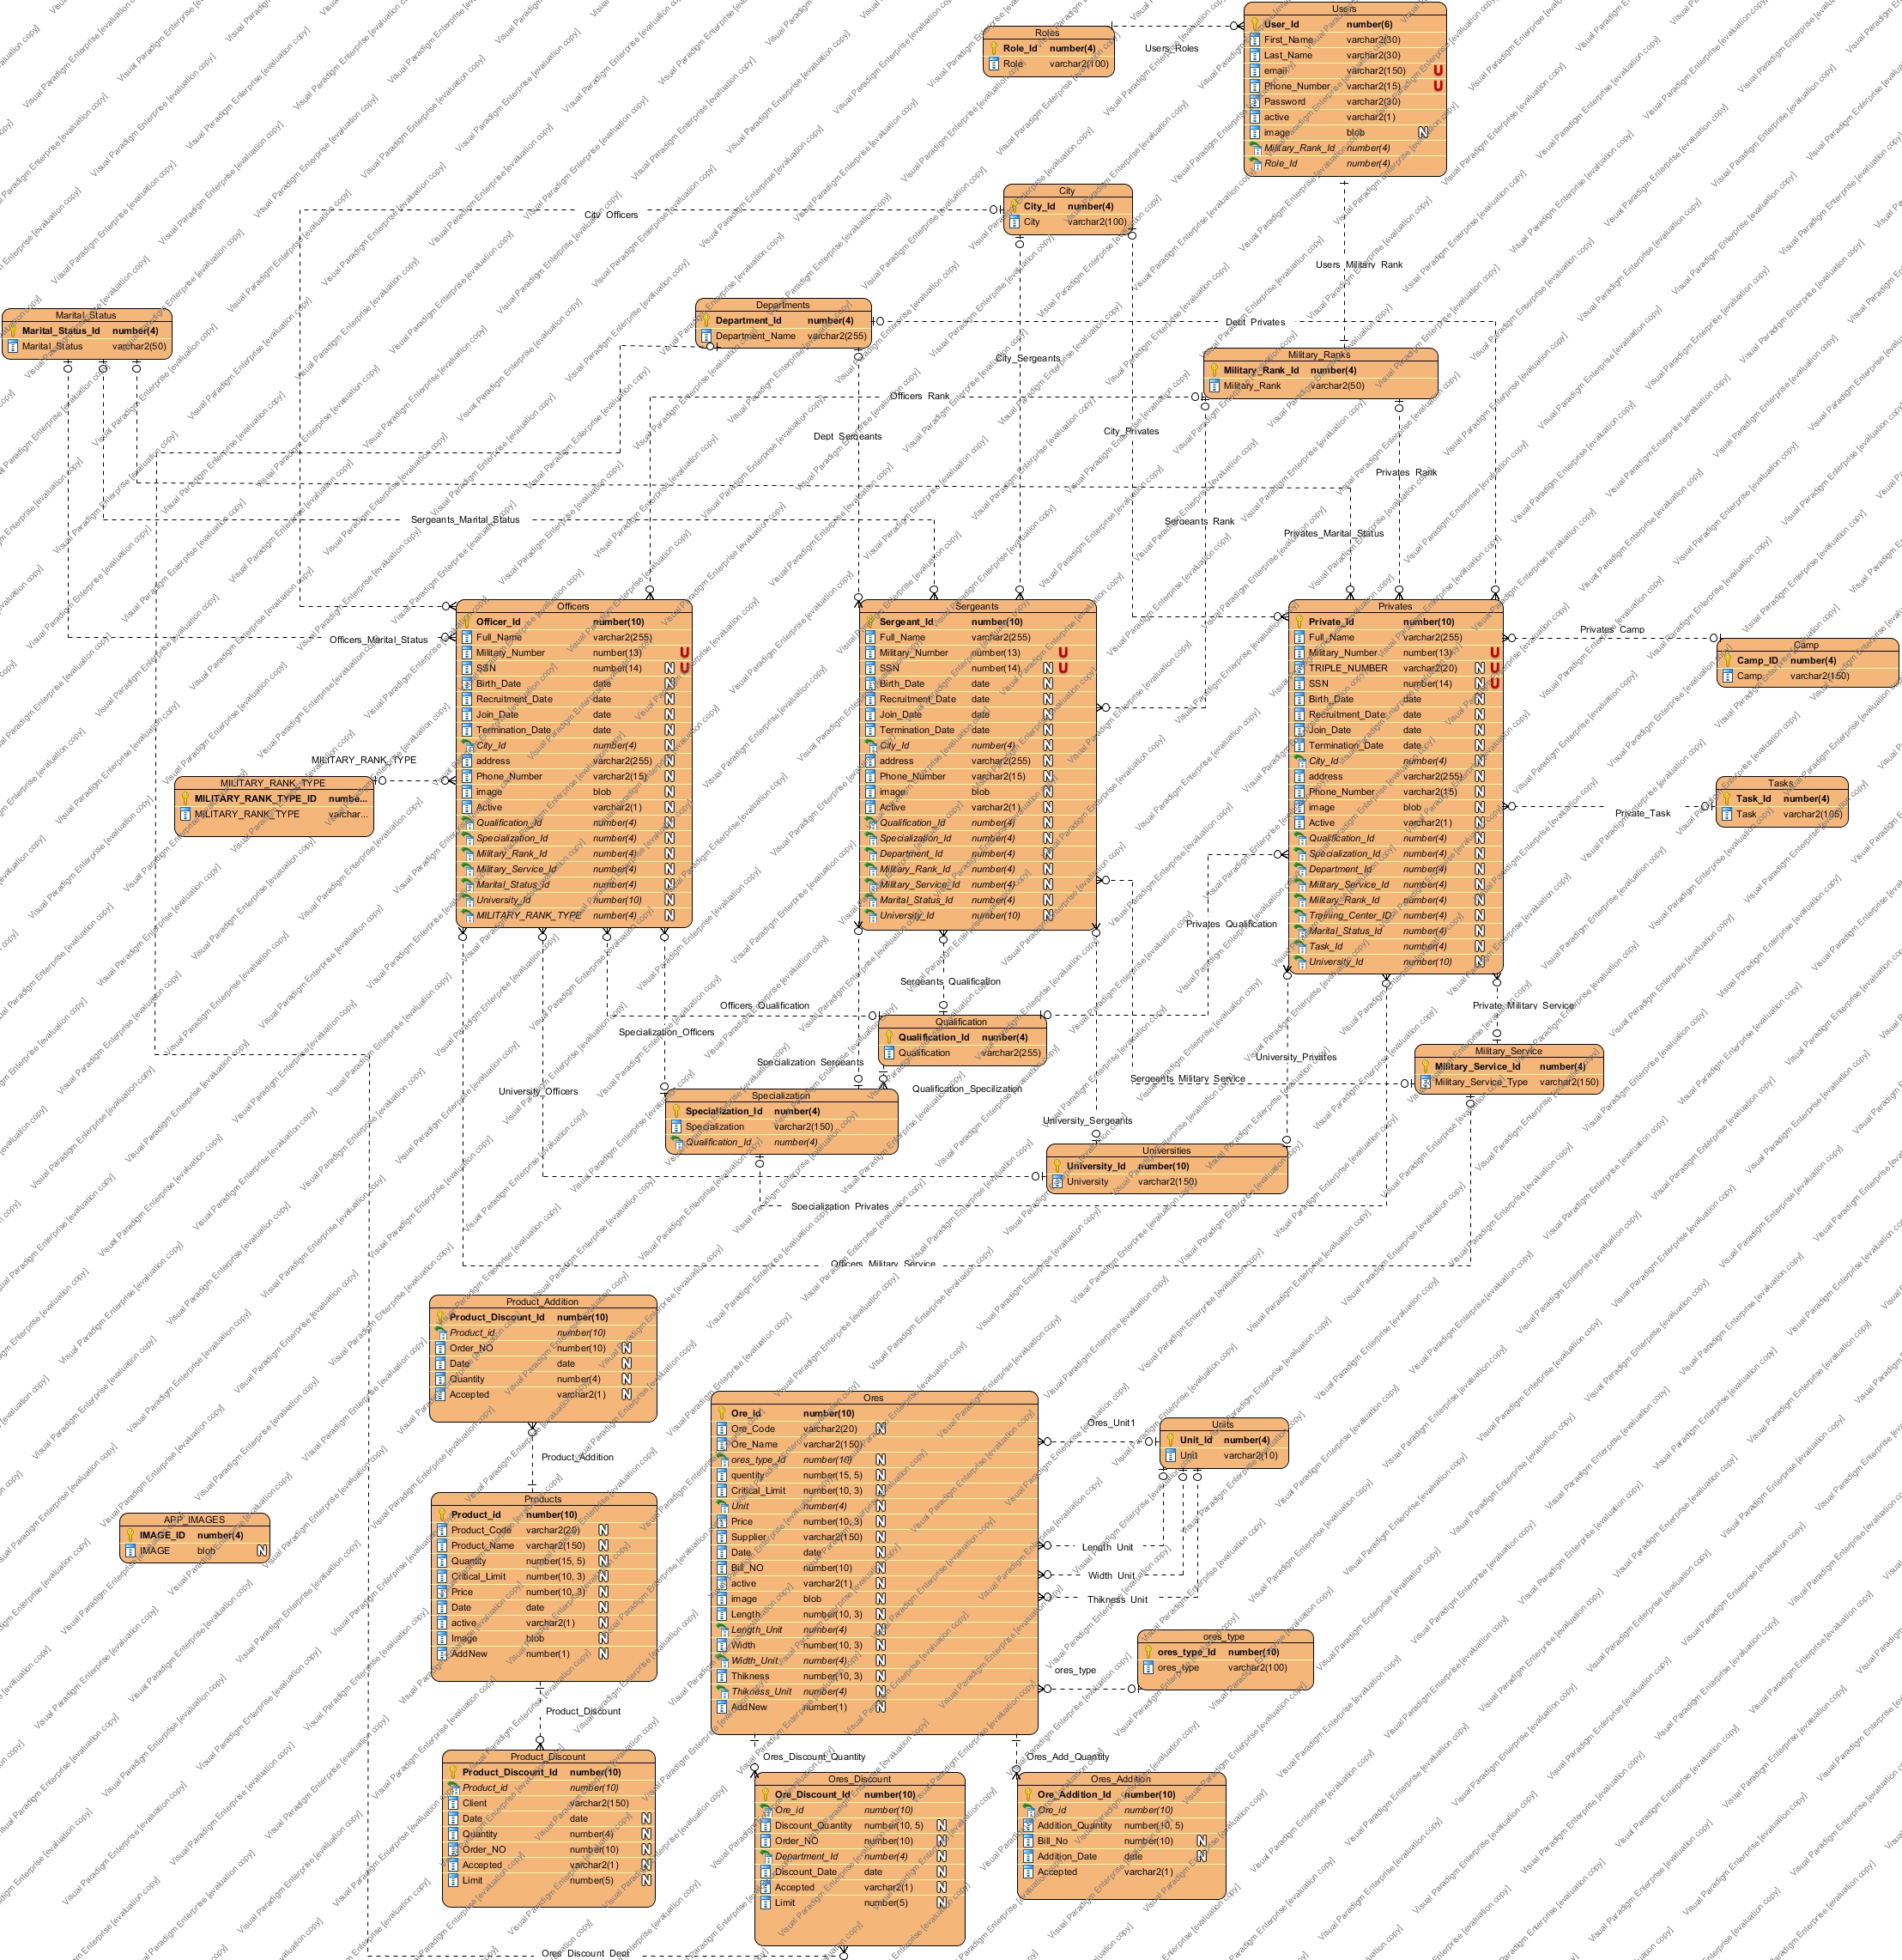 Users
User_Id number(6)
First_Name varchar2(30)
Last_Name varchar2(30)
email varchar2(150) U
Phone_Number varchar2(15) U
Password varchar2(30)
active varchar2(1)
image blob N
Military_Rank_Id number(4)
Role_Id number(4)
Roles
Role_Id number(4)
Role varchar2(100)
Users_Roles
City
City_Id number(4)
City varchar2(100)
City_Officers
Users_Military_Rank
Marital_Status
Marital_Status_Id number(4)
Marital_Status varchar2(50)
Departments
Department_Id number(4)
Department_Name varchar2(255)
Dept_Privates
City_Sergeants
Military_Ranks
Military_Rank_Id number(4)
Military_Rank varchar2(50)
Officers_Rank
Dept_Sergeants
City_Privates
Privates_Rank
Sergeants_Marital_Status
Sergeants_Rank
Privates_Marital_Status
Officers_Marital_Status
Officers
Officer_Id number(10)
Full_Name varchar2(255)
Military_Number number(13) U
SSN number(14) N U
Birth_Date date N
Recruitment_Date date N
Join_Date date N
Termination_Date date N
City_Id number(4) N
address varchar2(255) N
Phone_Number varchar2(15) N
image blob N
Active varchar2(1) N
Qualification_Id number(4) N
Specialization_Id number(4) N
Military_Rank_Id number(4) N
Military_Service_Id number(4) N
Marital_Status_Id number(4) N
University_Id number(10) N
MILITARY_RANK_TYPE number(4) N
Sergeants
Sergeant_Id number(10)
Full_Name varchar2(255)
Military_Number number(13) U
SSN number(14) N U
Birth_Date date N
Recruitment_Date date N
Join_Date date N
Termination_Date date N
City_Id number(4) N
address varchar2(255) N
Phone_Number varchar2(15) N
image blob N
Active varchar2(1) N
Qualification_Id number(4) N
Specialization_Id number(4) N
Department_Id number(4) N
Military_Rank_Id number(4) N
Military_Service_Id number(4) N
Marital_Status_Id number(4) N
University_Id number(10) N
Privates
Private_Id number(10)
Full_Name varchar2(255)
Military_Number number(13) U
TRIPLE_NUMBER varchar2(20) N U
SSN number(14) N U
Birth_Date date N
Recruitment_Date date N
Join_Date date N
Termination_Date date N
City_Id number(4) N
address varchar2(255) N
Phone_Number varchar2(15) N
image blob N
Active varchar2(1) N
Qualification_Id number(4) N
Specialization_Id number(4) N
Department_Id number(4) N
Military_Service_Id number(4) N
Military_Rank_Id number(4) N
Training_Center_ID number(4) N
Marital_Status_Id number(4) N
Task_Id number(4) N
University_Id number(10) N
Privates_Camp
Camp
Camp_ID number(4)
Camp varchar2(150)
MILITARY_RANK_TYPE
MILITARY_RANK_TYPE
MILITARY_RANK_TYPE_ID numbe...
MILITARY_RANK_TYPE varchar...
Tasks
Task_Id number(4)
Task varchar2(105)
Private_Task
Privates_Qualification
Sergeants_Qualification
Officers_Qualification
Private_Military_Service
Specialization_Officers
Qualification
Qualification_Id number(4)
Qualification varchar2(255)
Military_Service
Military_Service_Id number(4)
Military_Service_Type varchar2(150)
University_Privates
Specialization_Sergeants
Sergeents_Military_Service
University_Officers
Qualification_Specilization
Specialization
Specialization_Id number(4)
Specialization varchar2(150)
Qualification_Id number(4)
University_Sergeants
Universities
University_Id number(10)
University varchar2(150)
Specialization_Privates
Officers_Military_Service
Product_Addition
Product_Discount_Id number(10)
Product_id number(10)
Order_NO number(10) N
Date date N
Quantity number(4) N
Accepted varchar2(1) N
Product_Addition
Ores
Ore_id number(10)
Ore_Code varchar2(20) N
Ore_Name varchar2(150)
ores_type_Id number(10) N
quentity number(15, 5) N
Critical_Limit number(10, 3) N
Unit number(4) N
Price number(10, 3) N
Supplier varchar2(150) N
Date date N
Bill_NO number(10) N
active varchar2(1) N
image blob N
Length number(10, 3) N
Length_Unit number(4) N
Width number(10, 3) N
Width_Unit number(4) N
Thikness number(10, 3) N
Thikness_Unit number(4) N
AddNew number(1) N
Ores_Unit1
Units
Unit_Id number(4)
Unit varchar2(10)
Length_Unit
Width_Unit
Thikness_Unit
ores_type
ores_type
ores_type_Id number(10)
ores_type varchar2(100)
APP_IMAGES
IMAGE_ID number(4)
IMAGE blob N
Products
Product_id number(10)
Product_Code varchar2(20) N
Product_Name varchar2(150) N
Quantity number(15, 5) N
Critical_Limit number(10, 3) N
Price number(10, 3) N
Date date N
active varchar2(1) N
Image blob N
AddNew number(1) N
Product_Discount
Product_Discount
Product_Discount_Id number(10)
Product_id number(10)
Client varchar2(150)
Date date N
Quantity number(4) N
Order_NO number(10) N
Accepted varchar2(1) N
Limit number(5) N
Ores_Discount_Quantity
Ores_Add_Quantity
Ores_Discount
Ore_Discount_Id number(10)
Ore_id number(10)
Discount_Quantity number(10, 5) N
Order_NO number(10) N
Department_Id number(4) N
Discount_Date date N
Accepted varchar2(1) N
Limit number(5) N
Ores_Addition
Ore_Addition_Id number(10)
Ore_id number(10)
Addition_Quantity number(10, 5)
Bill_No number(10) N
Addition_Date date N
Accepted varchar2(1)
Ores_Discount_Dept
Visual Paradigm Enterprise [evaluation copy]